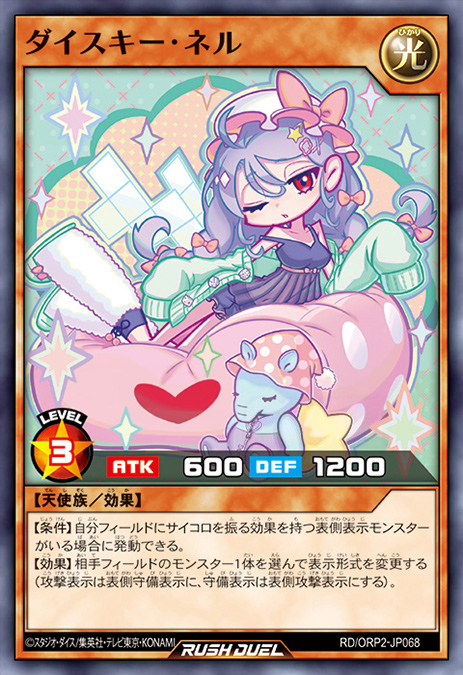 ダイスキー・ネル
ひかり
光
LEVEL
3
ATK 600 DEF 1200
【天使族／効果】
【条件】自分フィールドにサイコロを振る効果を持つ表側表示モンスター
がいる場合に発動できる。
【効果】相手フィールドのモンスター1体を選んで表示形式を変更する
（攻撃表示は表側守備表示に、守備表示は表側攻撃表示にする）。
©スタジオ・ダイス/集英社・テレビ東京・KONAMI
RUSH DUEL
RD/ORP2-JP068